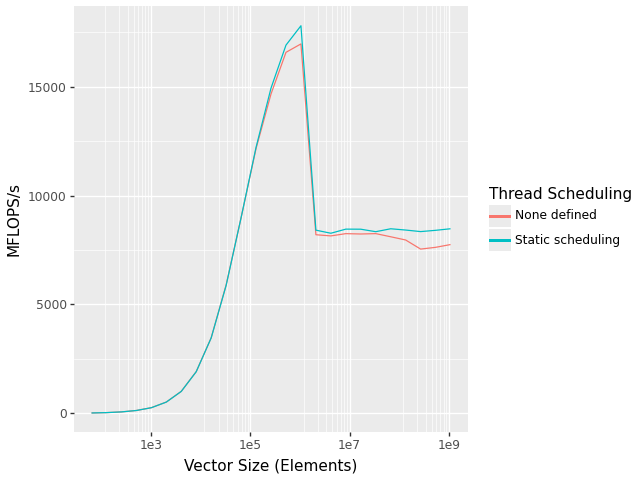 15000
10000
5000
0
MFLOPS/s
1e3
1e5
1e7
1e9
Vector Size (Elements)
Thread Scheduling
None defined
Static scheduling